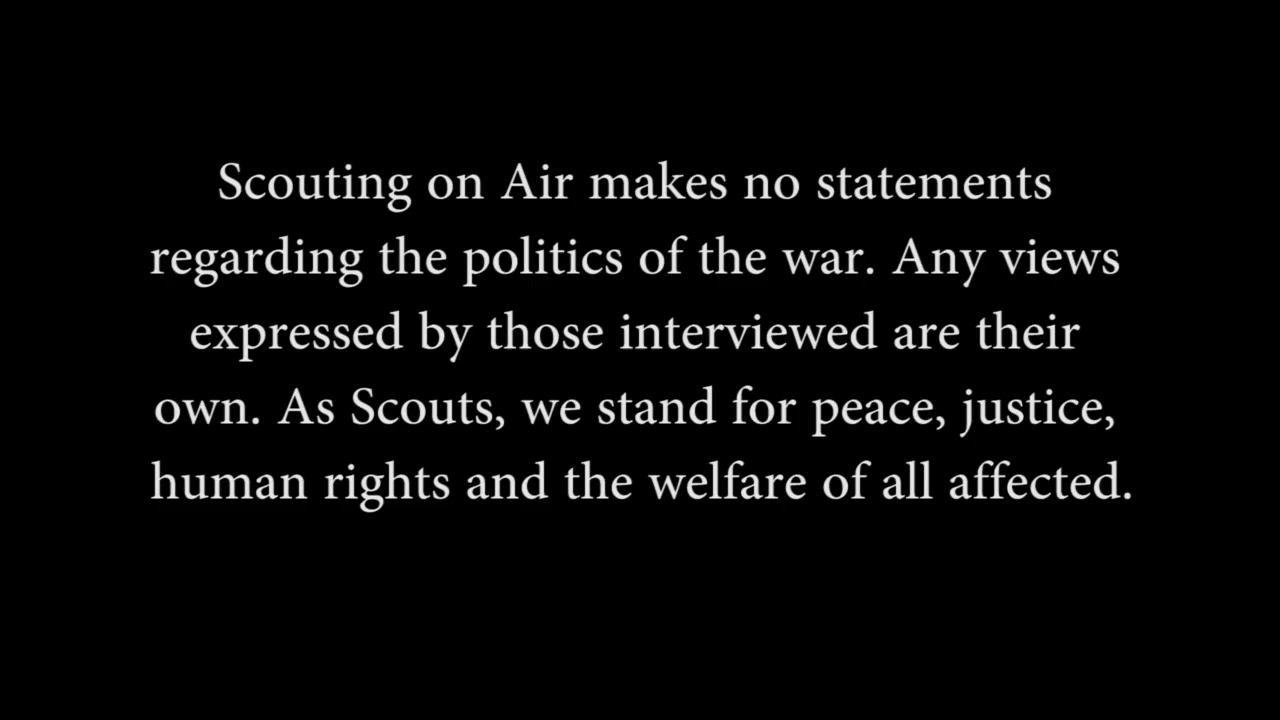 Scouting on Air makes no statements
regarding the politics of the war. Any views
expressed by those interviewed are their
own. As Scouts, we stand for peace, justice,
human rights and the welfare of all affected.